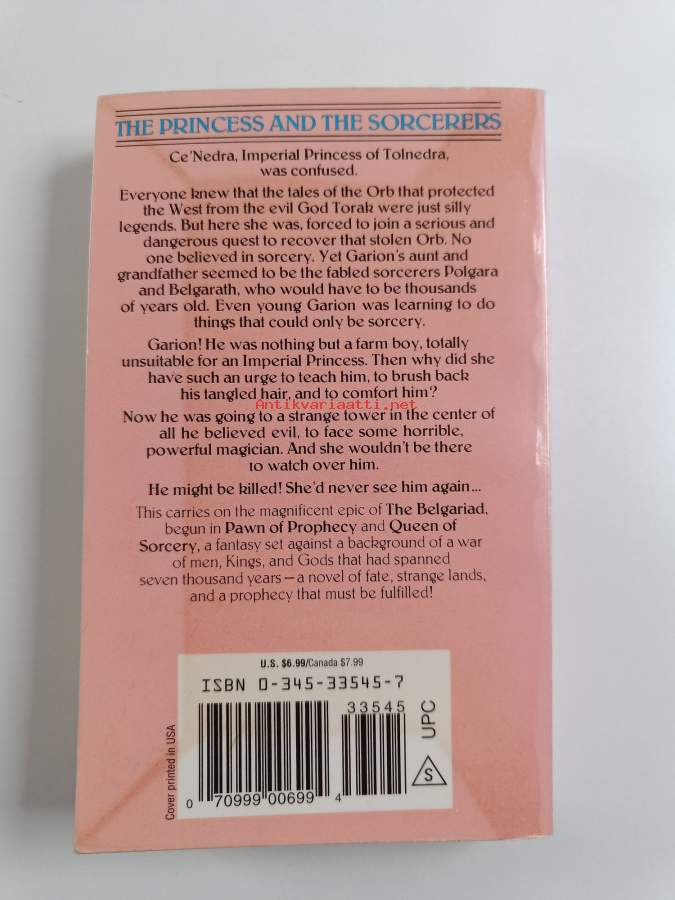 THE PRINCESS AND THE SORCERERS
Ce'Nedra, Imperial Princess of Tolnedra,
was confused.
Everyone knew that the tales of the Orb that protected
the West from the evil God Torak were just silly
legends. But here she was, forced to join a serious and
dangerous quest to recover that stolen Orb. No
one believed in sorcery. Yet Garion's aunt and
grandfather seemed to be the fabled sorcerers Polgara
and Belgarath, who would have to be thousands
of years old. Even young Garion was learning to do
things that could only be sorcery.
Garion! He was nothing but a farm boy, totally
unsuitable for an Imperial Princess. Then why did she
have such an urge to teach him, to brush back
his tangled hair, and to comfort him?
Antikvariaatti.net
Now he was going to a strange tower in the center of
all he believed evil, to face some horrible,
powerful magician. And she wouldn't be there
to watch over him.
He might be killed! She'd never see him again...
This carries on the magnificent epic of The Belgariad,
begun in Pawn of Prophecy and Queen of
Sorcery, a fantasy set against a background of a war
of men, Kings, and Gods that had spanned
seven thousand years—a novel of fate, strange lands,
and a prophecy that must be fulfilled!
U.S. $6.99/Canada $7.99
ISBN 0-345-33545-7
33545
UPC
S
0 70999 00699 4
Cover printed in USA